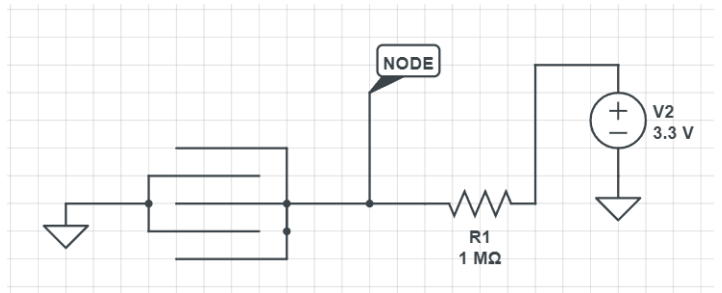 NODE
V2
3.3 V
R1
1 MΩ